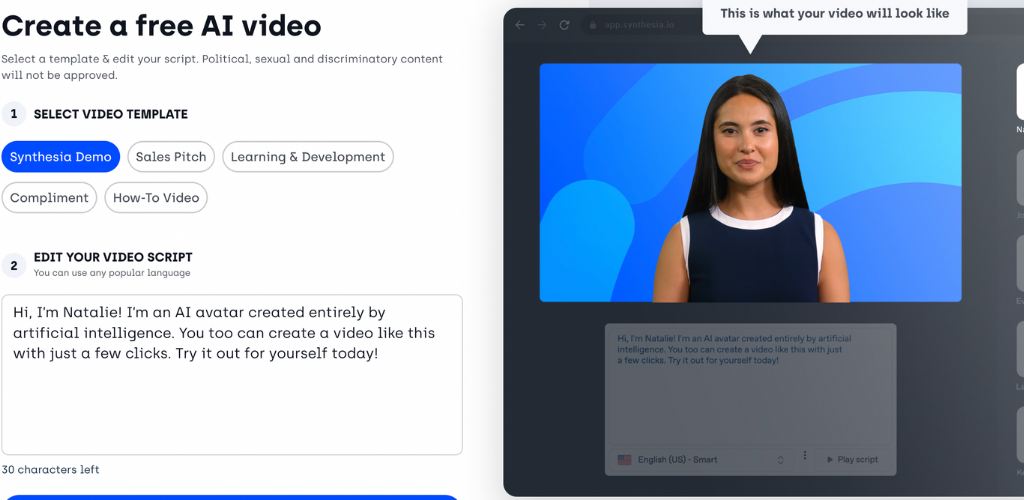 Create a free AI video
Select a template & edit your script. Political, sexual and discriminatory content
will not be approved.
1 SELECT VIDEO TEMPLATE
Synthesia Demo
Sales Pitch
Learning & Development
Compliment
How-To Video
2 EDIT YOUR VIDEO SCRIPT
You can use any popular language
Hi, I'm Natalie! I'm an AI avatar created entirely by
artificial intelligence. You too can create a video like this
with just a few clicks. Try it out for yourself today!
30 characters left
This is what your video will look like
app.synthesia.io
Hi, I'm Natalie! I'm an AI avatar created entirely by artificial
intelligence. You too can create a video like this with just
a few clicks. Try it out for yourself today!
English (US) - Smart
Play script